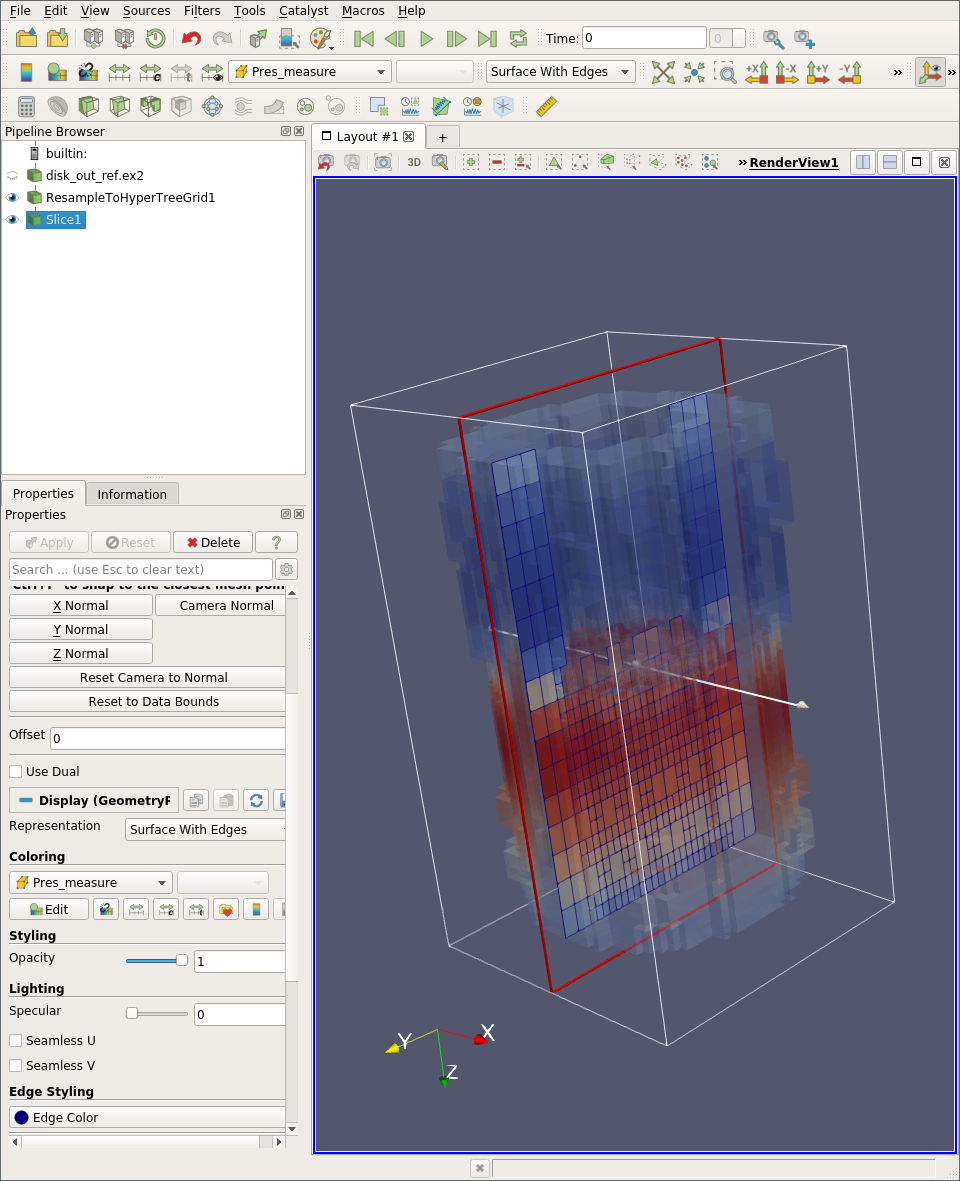 File Edit View Sources Filters Tools Catalyst Macros Help
Time: 0 0
Pres_measure Surface With Edges » »
+X -X +Y -Y
Pipeline Browser
Layout #1 +
3D » RenderView1
builtin:
disk_out_ref.ex2
ResampleToHyperTreeGrid1
Slice1
Properties Information
Properties
Apply Reset Delete ?
Search ... (use Esc to clear text)
to snap to the closest mesh
X Normal Camera Normal
Y Normal
Z Normal
Reset Camera to Normal
Reset to Data Bounds
Offset 0
Use Dual
Display (Geometry
Representation Surface With Edges
Coloring
Pres_measure
Edit
Styling
Opacity 1
Lighting
Specular 0
Seamless U
Seamless V
Edge Styling
Edge Color
Y X
Z